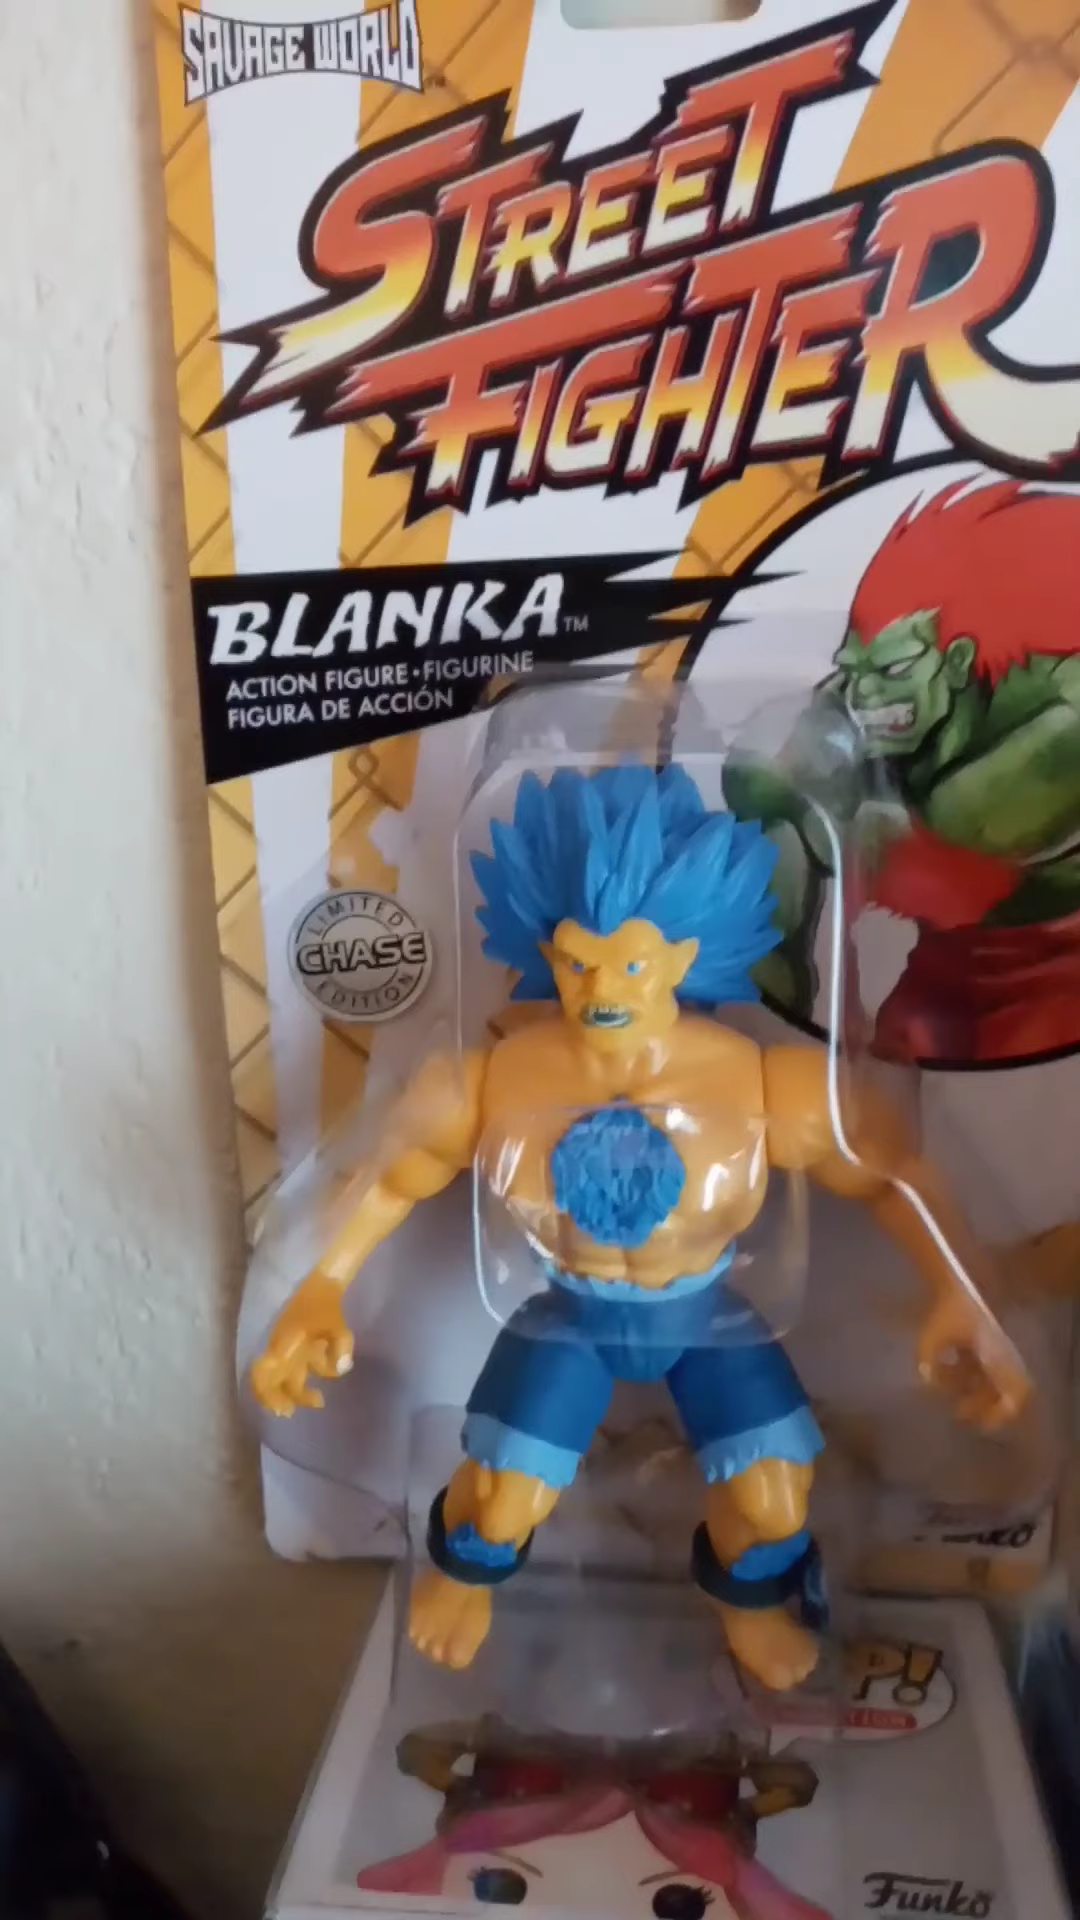 SAVAGE WORLD
STREET
FIGHTER
BLANKA™
ACTION FIGURE • FIGURINE
FIGURA DE ACCIÓN
LIMITED
CHASE
EDITION
P!
Funko